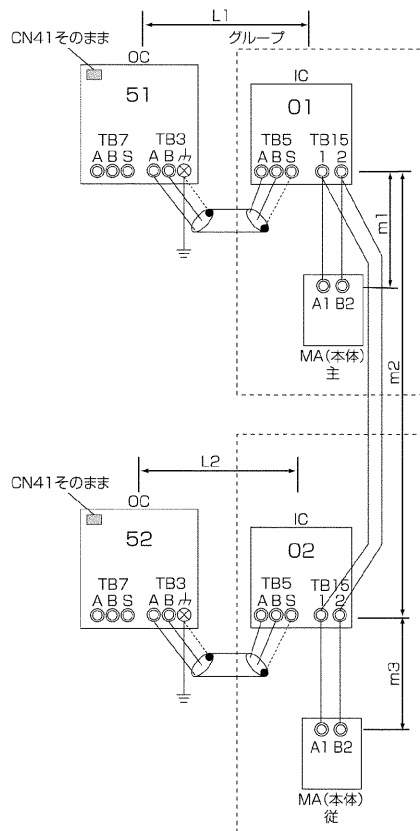 L1
CN41そのまま
グループ
OC
IC
51
01
TB7
TB3
TB5
TB15
A B S
A B
A B S
1 2
m1
A1 B2
MA(本体)
主
m2
L2
CN41そのまま
OC
IC
52
02
TB7
TB3
TB5
TB15
A B S
A B
A B S
1 2
m3
A1 B2
MA(本体)
従